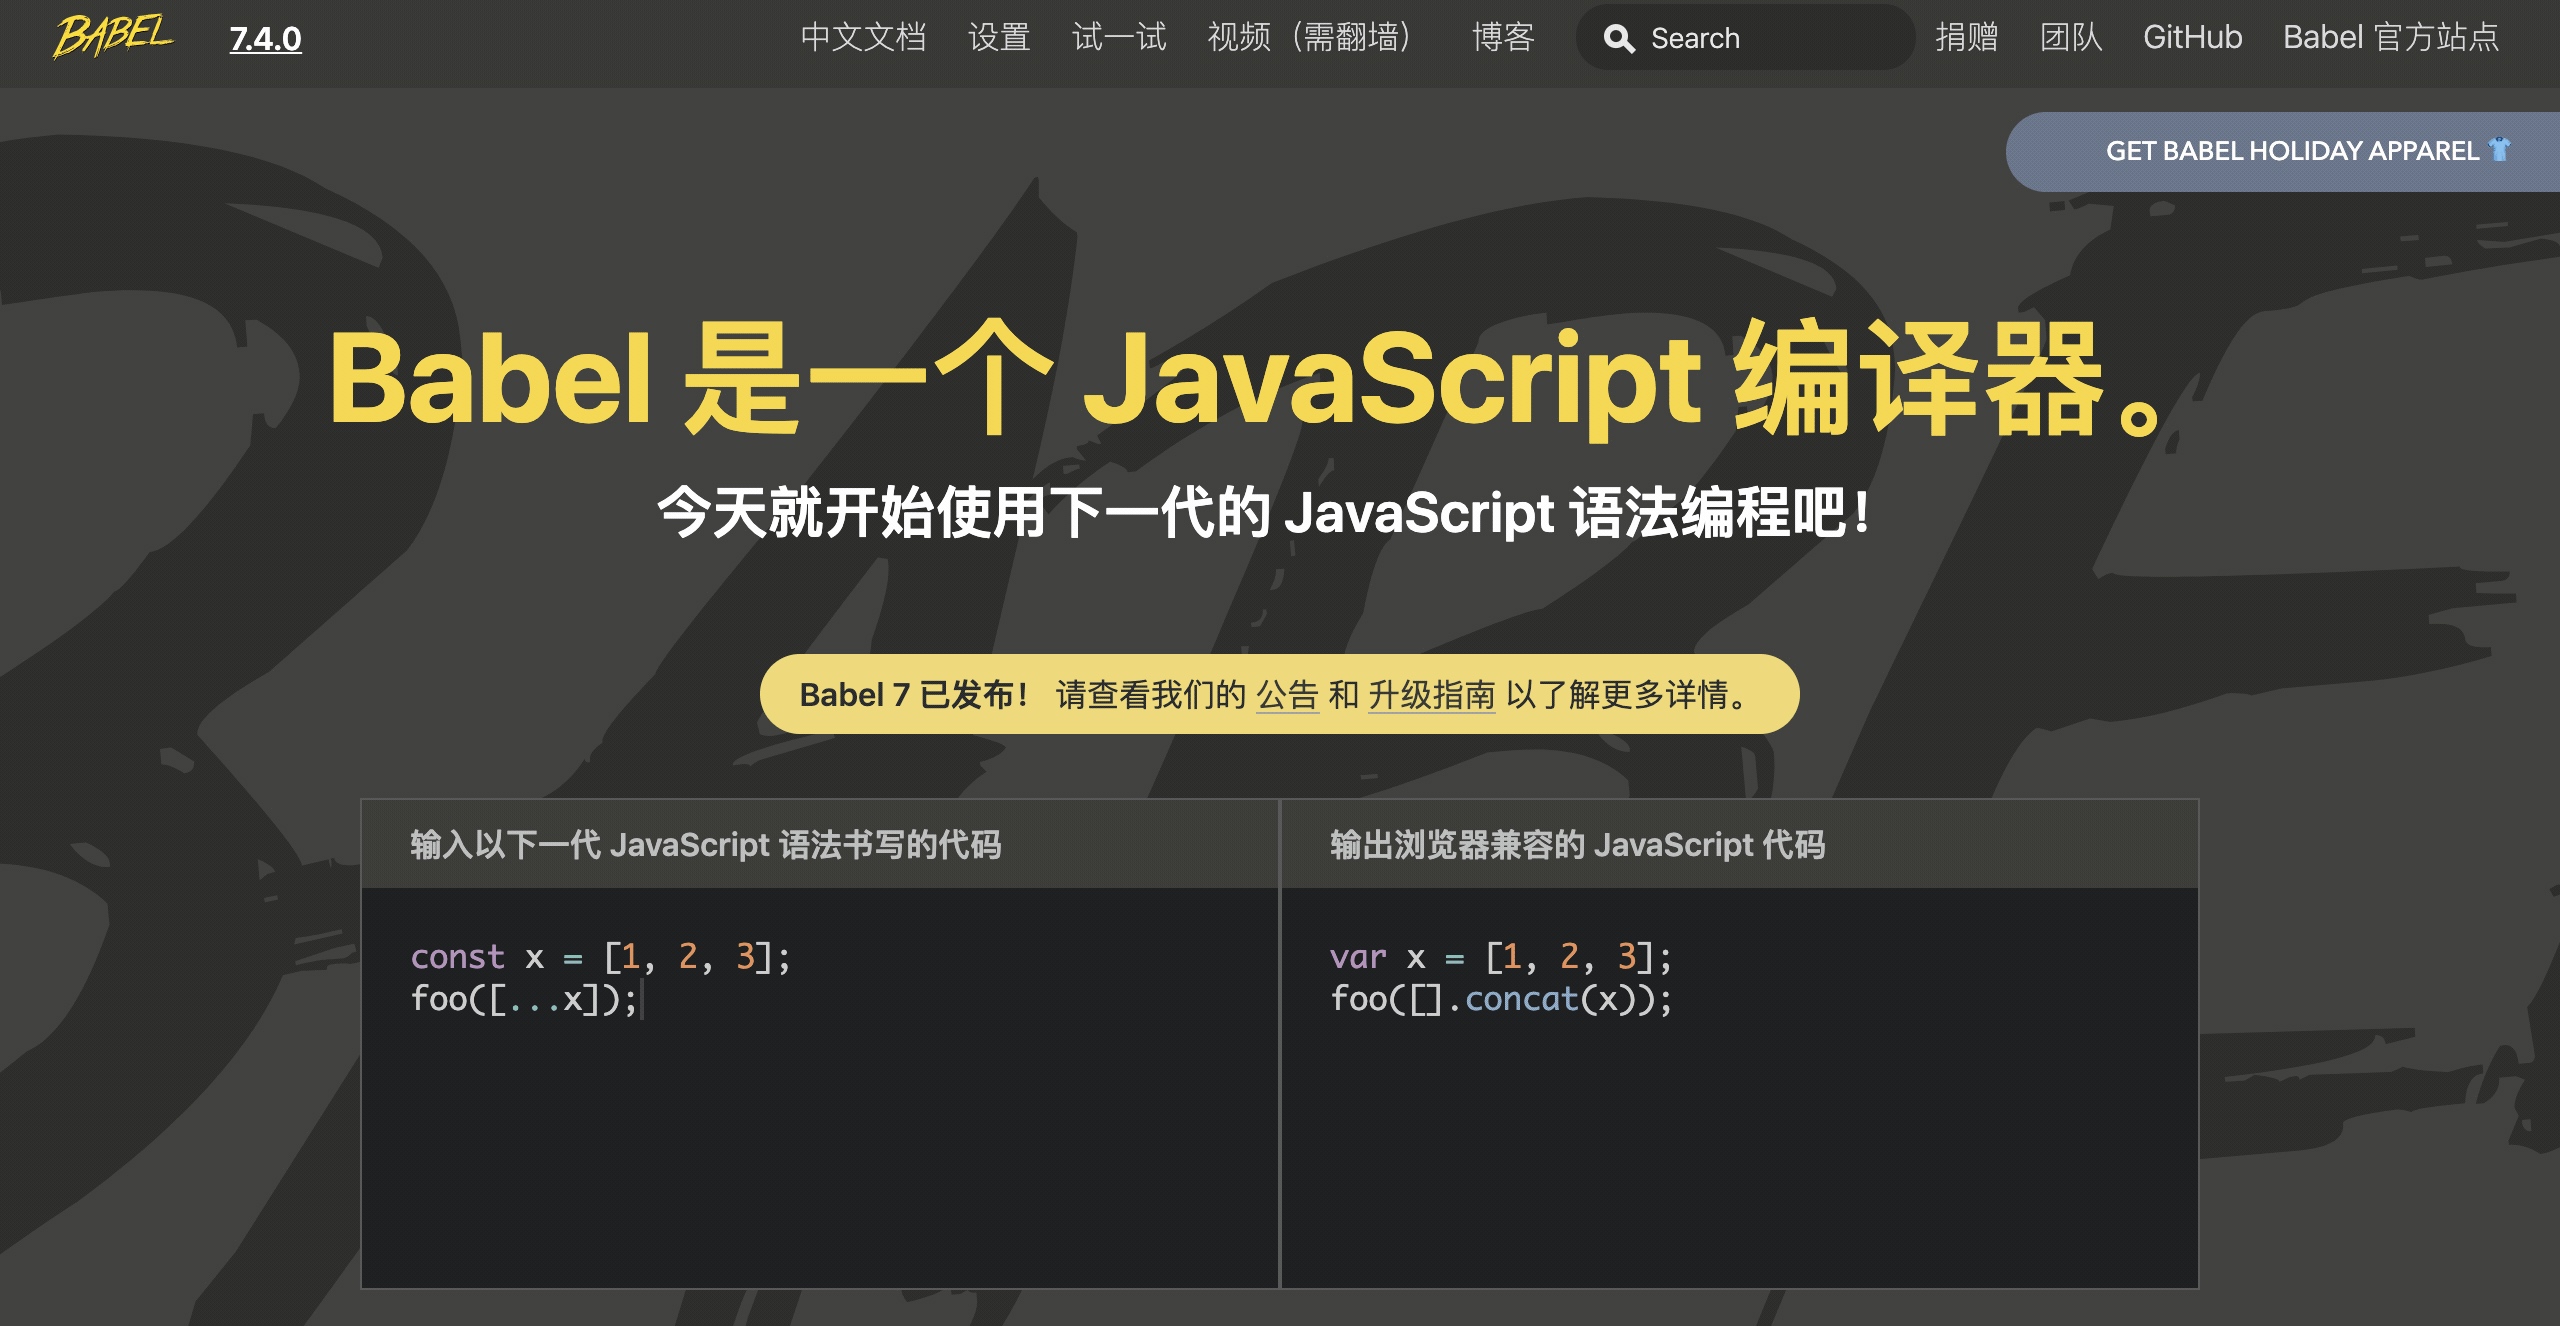 BABEL 7.4.0 中文文档 设置 试一试 视频（需翻墙） 博客 Search 捐赠 团队 GitHub Babel 官方站点
GET BABEL HOLIDAY APPAREL 👕
Babel 是一个 JavaScript 编译器。
今天就开始使用下一代的 JavaScript 语法编程吧！
Babel 7 已发布！ 请查看我们的 公告 和 升级指南 以了解更多详情。
输入以下一代 JavaScript 语法书写的代码
const x = [1, 2, 3];
foo([...x]);
输出浏览器兼容的 JavaScript 代码
var x = [1, 2, 3];
foo([].concat(x));